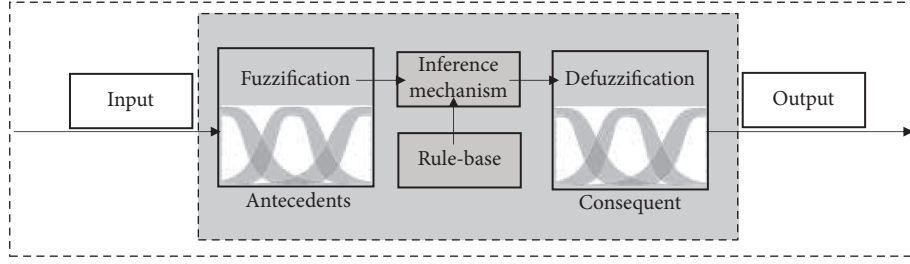 Input
Fuzzification
Antecedents
Inference
mechanism
Rule-base
Defuzzification
Consequent
Output